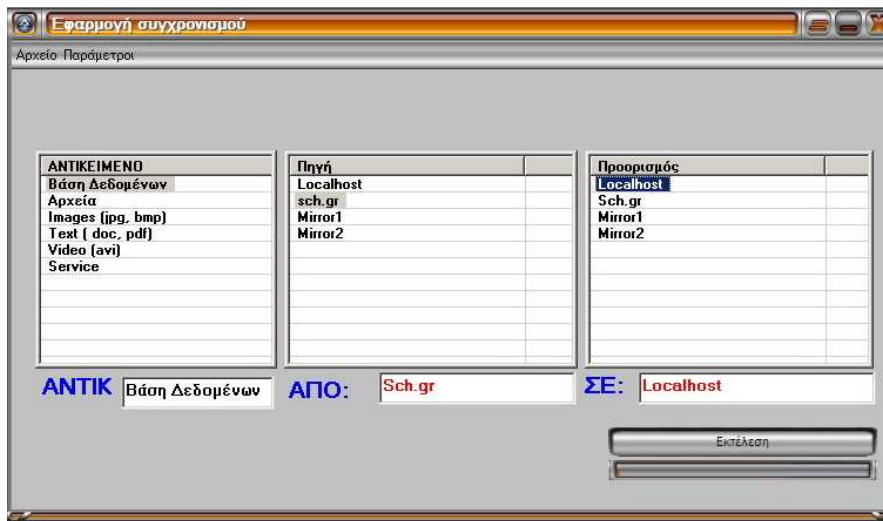 Εφαρμογή συγχρονισμού
Αρχείο Παράμετροι
ΑΝΤΙΚΕΙΜΕΝΟ
Βάση Δεδομένων
Αρχεία
Images (jpg, bmp)
Text ( doc, pdf)
Video (avi)
Service
Πηγή
Localhost
sch.gr
Mirror1
Mirror2
Προορισμός
Localhost
Sch.gr
Mirror1
Mirror2
ΑΝΤΙΚ Βάση Δεδομένων ΑΠΟ: Sch.gr ΣΕ: Localhost
Εκτέλεση